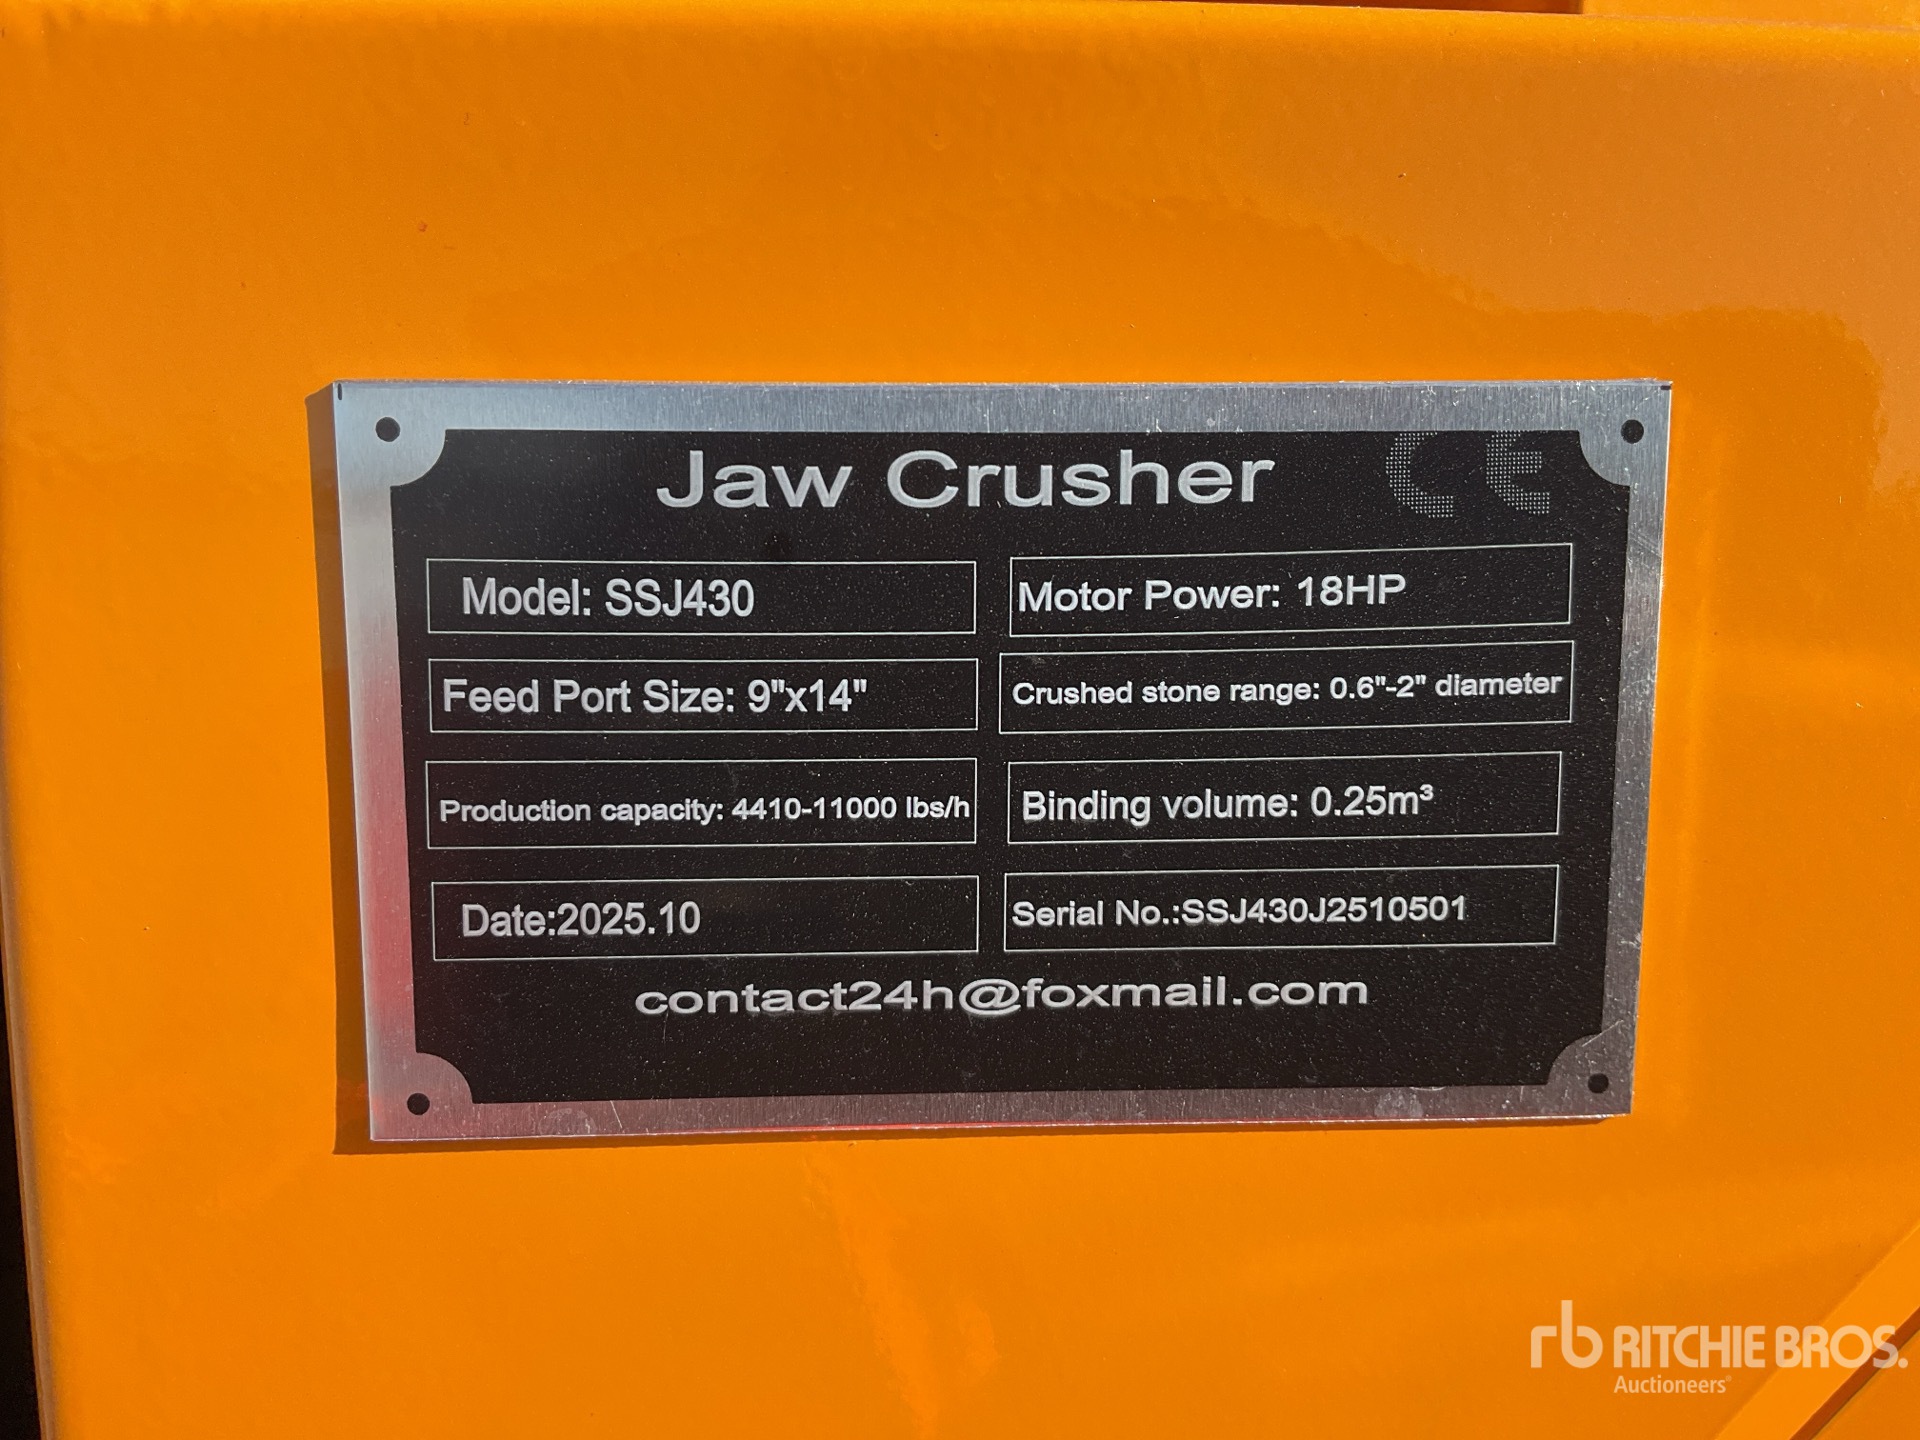 Jaw Crusher CE
Model: SSJ430
Motor Power: 18HP
Feed Port Size: 9"x14"
Crushed stone range: 0.6"-2" diameter
Production capacity: 4410-11000 lbs/h
Binding volume: 0.25m³
Date:2025.10
Serial No.:SSJ430J2510501
contact24h@foxmail.com
rb RITCHIE BROS.
Auctioneers®